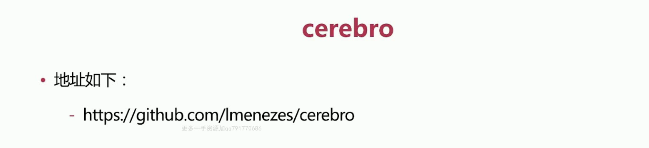 cerebro
• 地址如下：
- https://github.com/lmenezes/cerebro